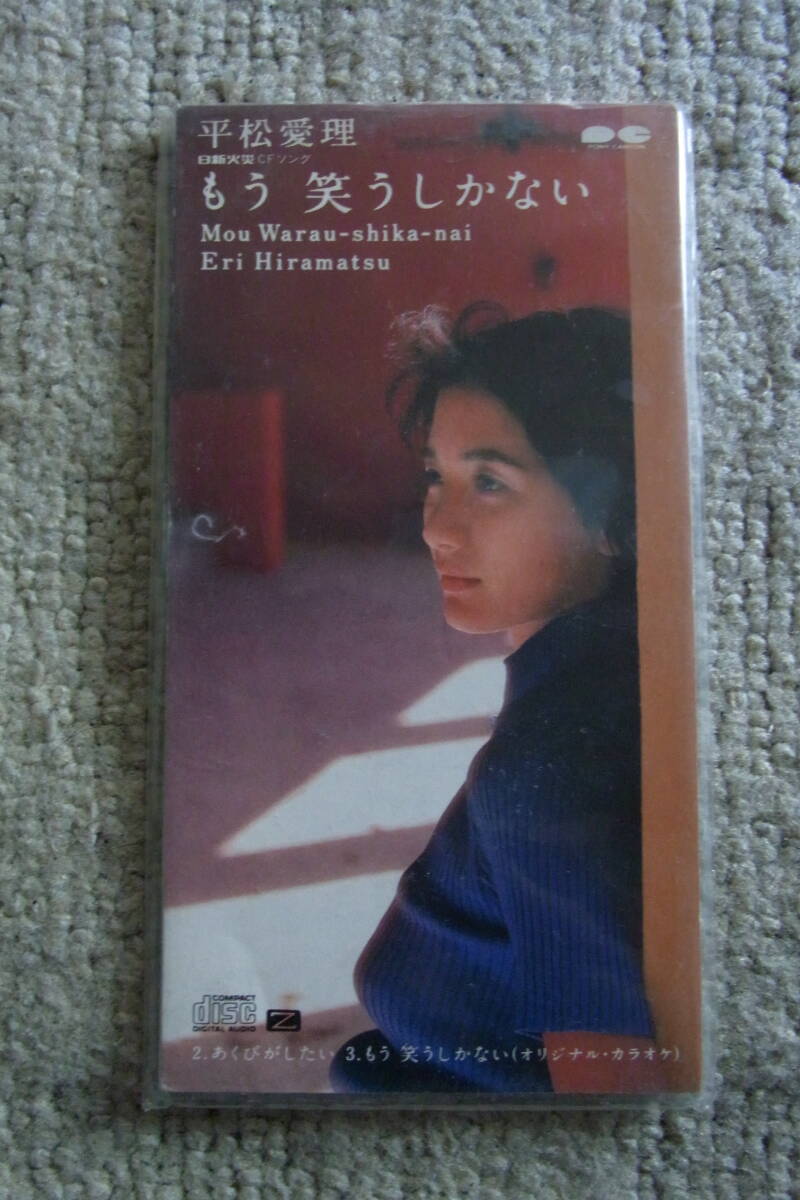 平松愛理
PONY CANYON
日新火災CFソング
もう 笑うしかない
Mou Warau-shika-nai
Eri Hiramatsu
COMPACT
disc
DIGITAL AUDIO
Z
2.あくびがしたい 3.もう 笑うしかない(オリジナル・カラオケ)